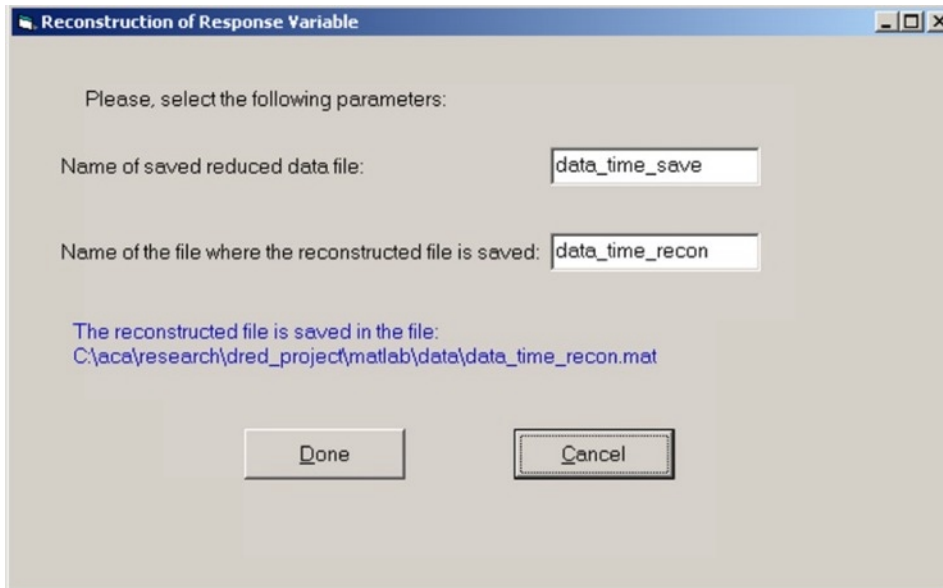 Reconstruction of Response Variable
Please, select the following parameters:
Name of saved reduced data file: data_time_save
Name of the file where the reconstructed file is saved: data_time_recon
The reconstructed file is saved in the file:
C:\aca\research\dred_project\matlab\data\data_time_recon.mat
Done Cancel